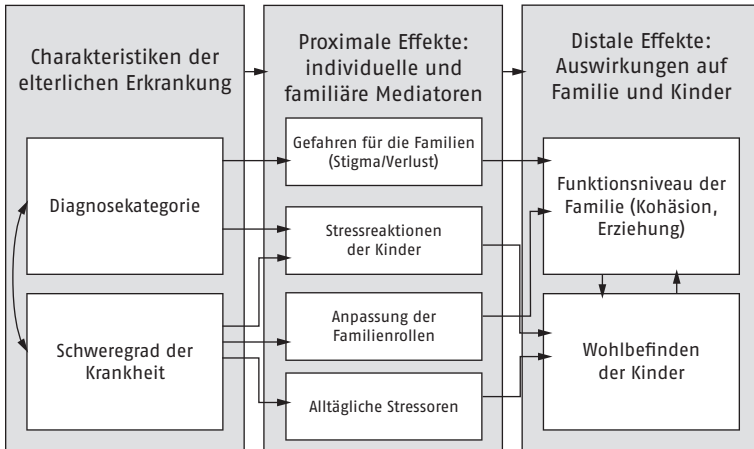 Charakteristiken der
elterlichen Erkrankung
Diagnosekategorie
Schweregrad der
Krankheit
Proximale Effekte:
individuelle und
familiäre Mediatoren
Gefahren für die Familien
(Stigma/Verlust)
Stressreaktionen
der Kinder
Anpassung der
Familienrollen
Alltägliche Stressoren
Distale Effekte:
Auswirkungen auf
Familie und Kinder
Funktionsniveau der
Familie (Kohäsion,
Erziehung)
Wohlbefinden
der Kinder